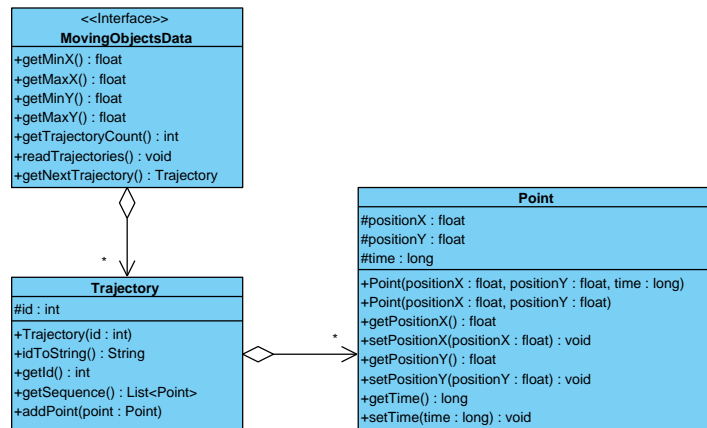 <<Interface>>
MovingObjectsData
+getMinX() : float
+getMaxX() : float
+getMinY() : float
+getMaxY() : float
+getTrajectoryCount() : int
+readTrajectories() : void
+getNextTrajectory() : Trajectory
*
Trajectory
#id : int
+Trajectory(id : int)
+idToString() : String
+getId() : int
+getSequence() : List<Point>
+addPoint(point : Point)
*
Point
#positionX : float
#positionY : float
#time : long
+Point(positionX : float, positionY : float, time : long)
+Point(positionX : float, positionY : float)
+getPositionX() : float
+setPositionX(positionX : float) : void
+getPositionY() : float
+setPositionY(positionY : float) : void
+getTime() : long
+setTime(time : long) : void